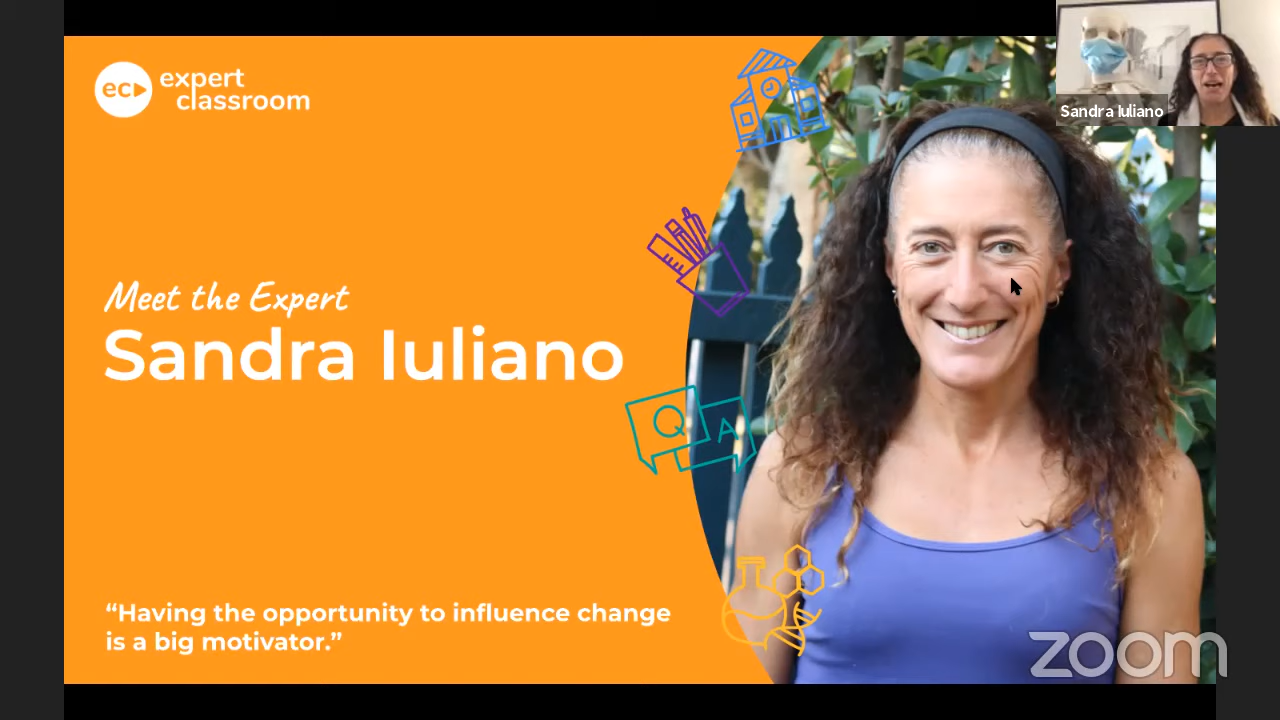 ec
expert
classroom
Sandra Iuliano
Meet the Expert
Sandra Iuliano
Q
A
“Having the opportunity to influence change
is a big motivator.”
zoom